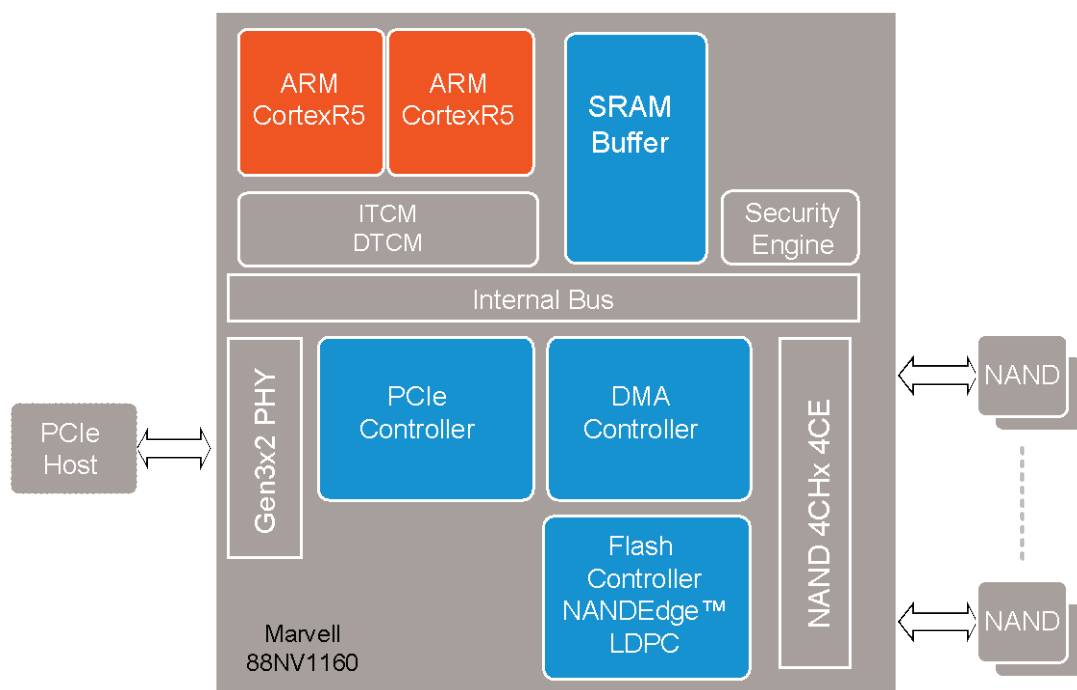 ARM
CortexR5
ARM
CortexR5
SRAM
Buffer
ITCM
DTCM
Security
Engine
Internal Bus
Gen3x2 PHY
PCIe
Controller
DMA
Controller
NAND 4CHx 4CE
NAND
PCIe
Host
Flash
Controller
NANDEdge™
LDPC
NAND
Marvell
88NV1160